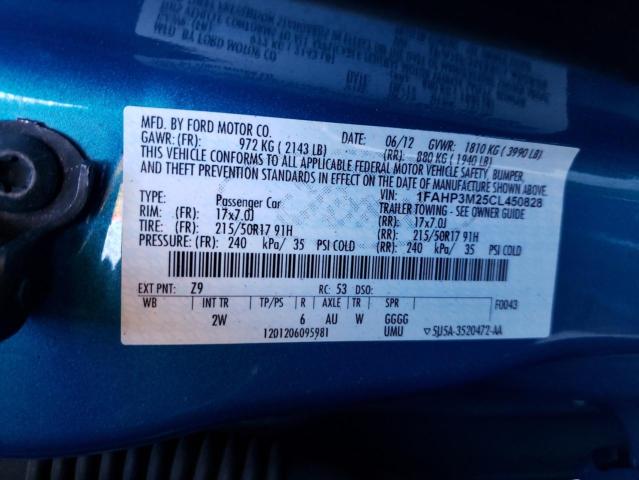 MFD. BY FORD MOTOR CO.
DATE: 06/12 GVWR: 1810 KG ( 3990 LB)
GAWR: (FR): 972 KG ( 2143 LB) (RR): 880 KG ( 1940 LB)
THIS VEHICLE CONFORMS TO ALL APPLICABLE FEDERAL MOTOR VEHICLE SAFETY, BUMPER,
AND THEFT PREVENTION STANDARDS IN EFFECT ON THE DATE OF MANUFACTURE SHOWN ABOVE.
VIN: 1FAHP3M25CL450828
TYPE: Passenger Car TRAILER TOWING - SEE OWNER GUIDE
RIM: (FR): 17x7.0J (RR): 17x7.0J
TIRE: (FR): 215/50R17 91H (RR): 215/50R17 91H
PRESSURE: (FR): 240 kPa/ 35 PSI COLD (RR): 240 kPa/ 35 PSI COLD
EXT PNT: Z9 RC: 53 DSO: F0043
WB INT TR TP/PS R AXLE TR SPR
2W 6 AU W GGGG
1201206095981 UMU ▽5U5A-3520472-AA